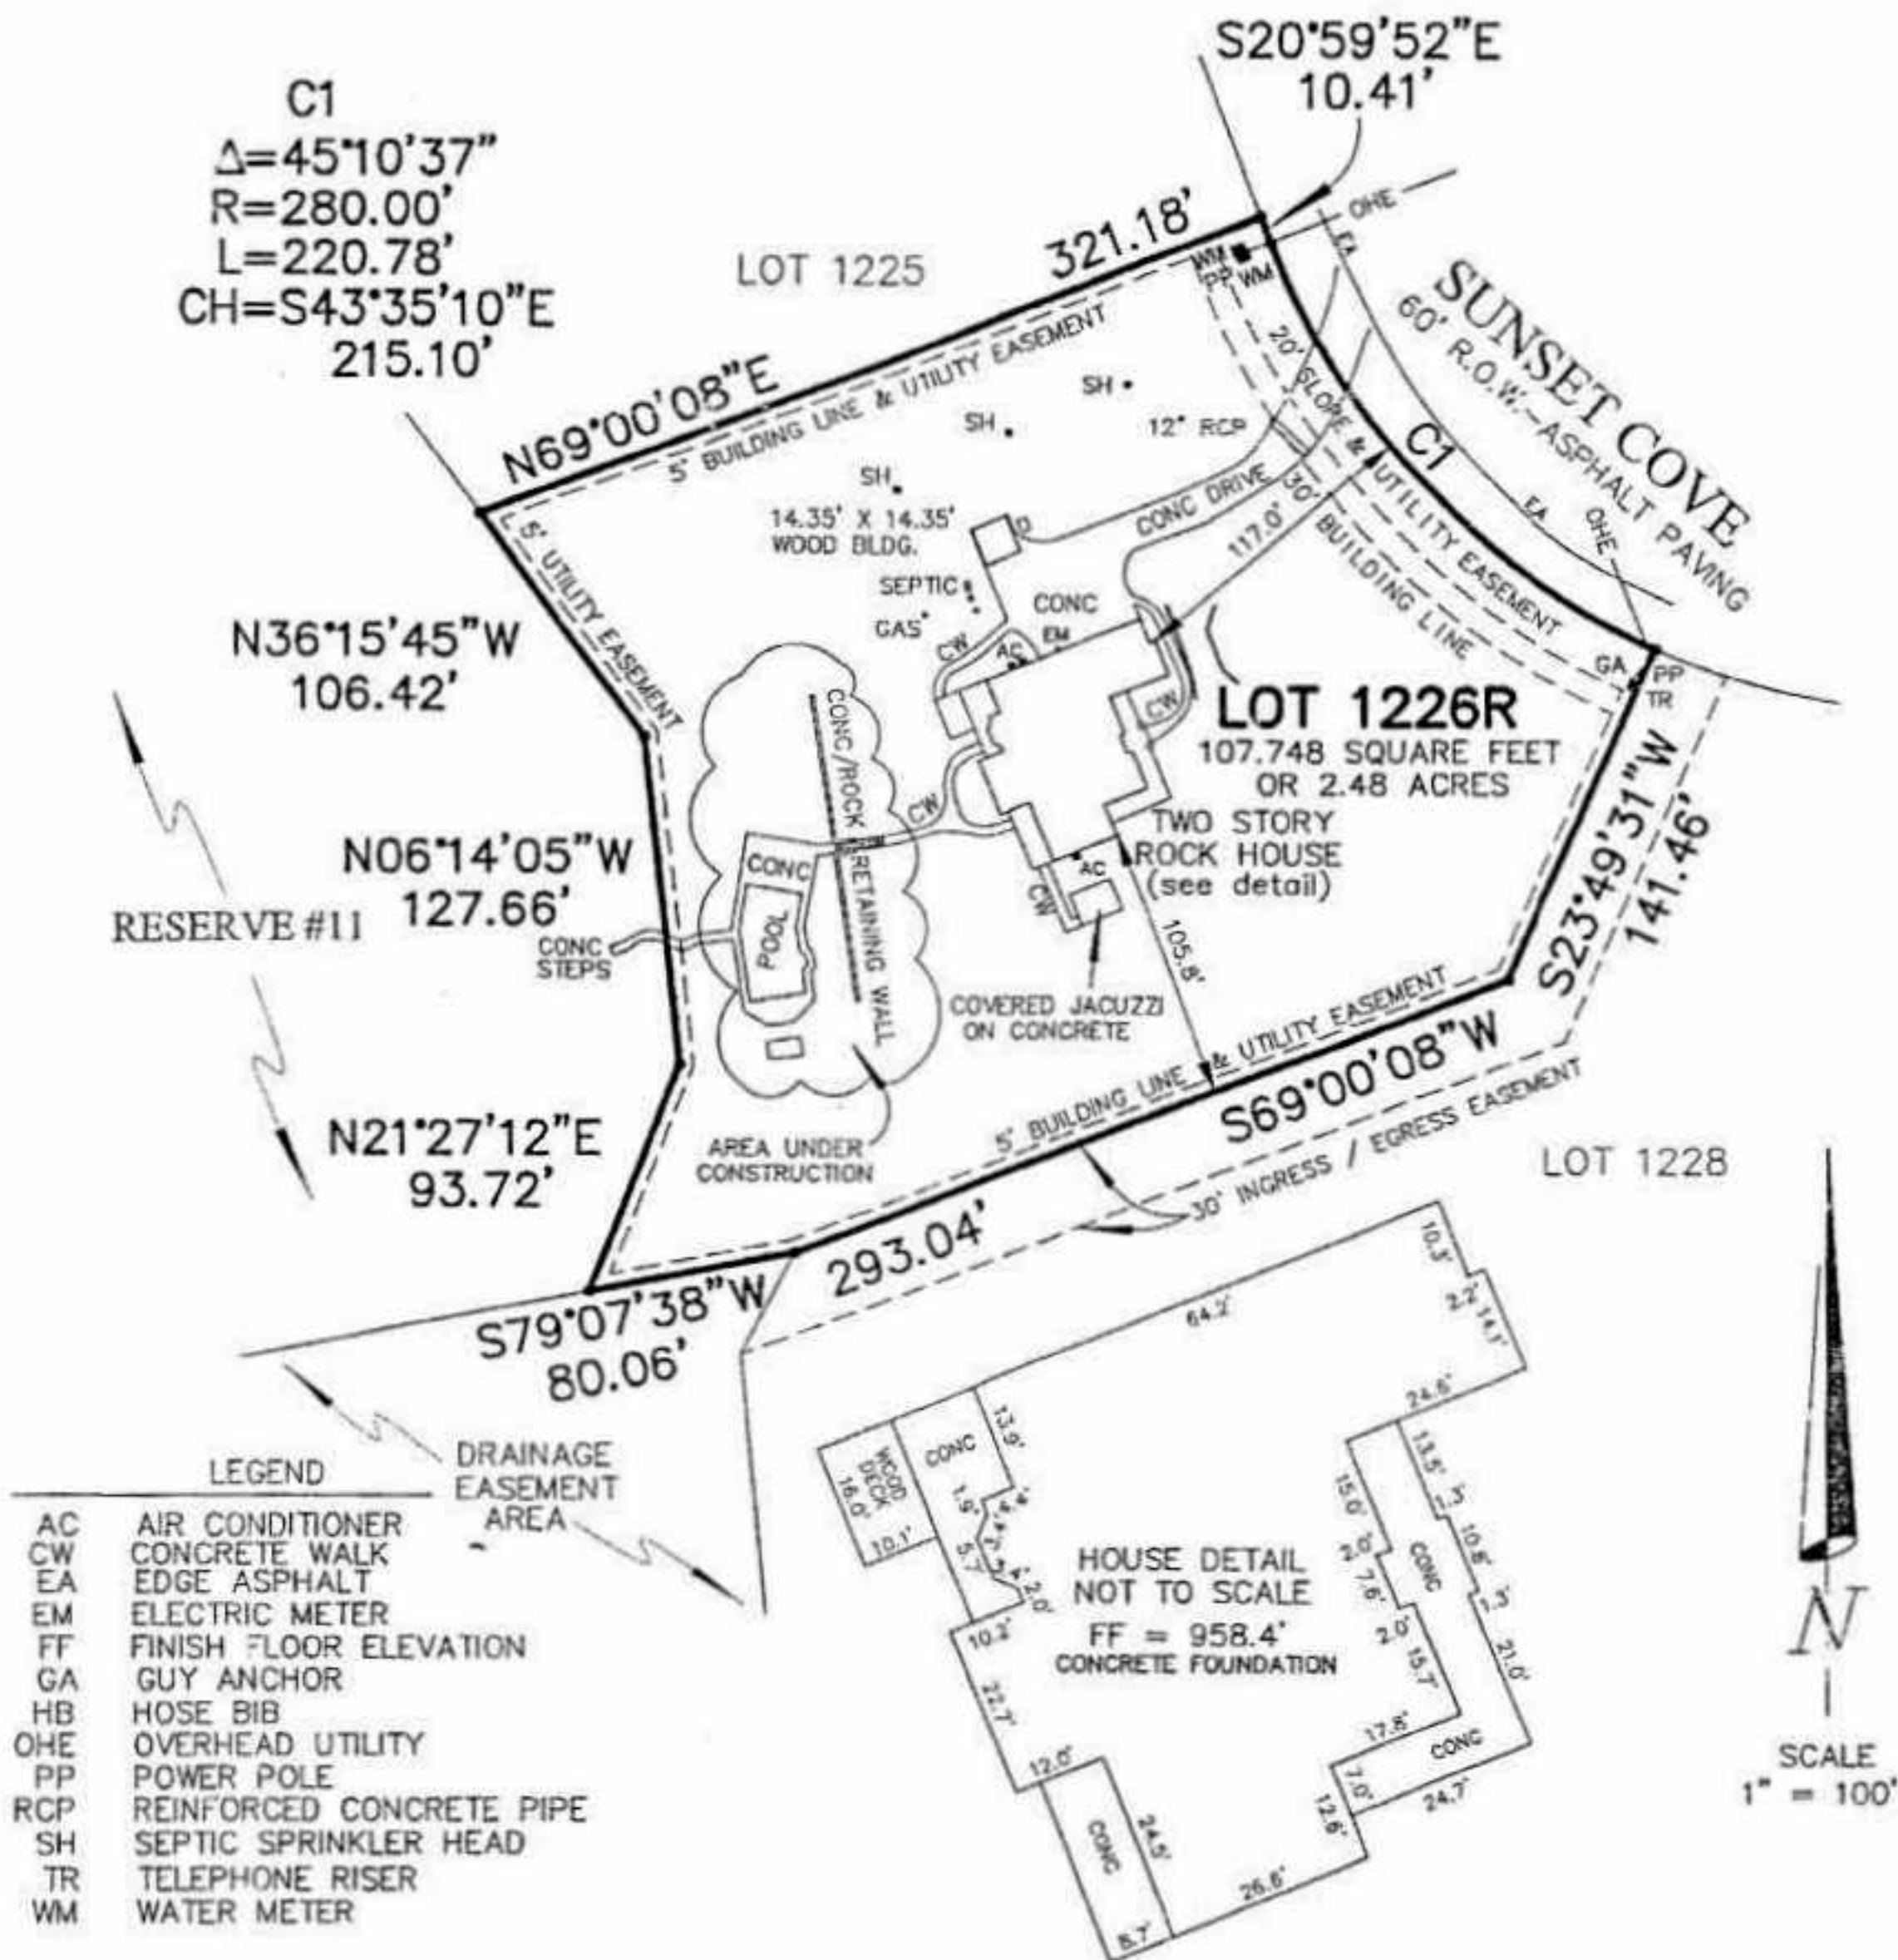 S20°59'52"E
10.41'
C1
Δ=45°10'37"
R=280.00'
L=220.78'
CH=S43°35'10"E
215.10'
LOT 1225
321.18'
N69°00'08"E
5' BUILDING LINE & UTILITY EASEMENT
OHE
EA
WM
PP
WM
SUNSET COVE
60' R.O.W.-ASPHALT PAVING
20' SLOPE & UTILITY EASEMENT
C1
EA
OHE
SH
SH
SH
12" RCP
CONC DRIVE
30'
BUILDING LINE
117.0'
14.35' X 14.35'
WOOD BLDG.
SEPTIC
GAS
CONC
EM
AC
CW
5' UTILITY EASEMENT
N36°15'45"W
106.42'
GA
PP
TR
LOT 1226R
107.748 SQUARE FEET
OR 2.48 ACRES
CW
TWO STORY
ROCK HOUSE
(see detail)
S23°49'31"W
141.46'
CONC/ROCK RETAINING WALL
CW
N06°14'05"W
127.66'
RESERVE #11
CONC
POOL
CONC
STEPS
AC
CW
105.8'
COVERED JACUZZI
ON CONCRETE
AREA UNDER
CONSTRUCTION
N21°27'12"E
93.72'
5' BUILDING LINE & UTILITY EASEMENT
S69°00'08"W
293.04'
30' INGRESS / EGRESS EASEMENT
LOT 1228
S79°07'38"W
80.06'
DRAINAGE
EASEMENT
AREA
LEGEND
AC AIR CONDITIONER
CW CONCRETE WALK
EA EDGE ASPHALT
EM ELECTRIC METER
FF FINISH FLOOR ELEVATION
GA GUY ANCHOR
HB HOSE BIB
OHE OVERHEAD UTILITY
PP POWER POLE
RCP REINFORCED CONCRETE PIPE
SH SEPTIC SPRINKLER HEAD
TR TELEPHONE RISER
WM WATER METER
64.2'
10.3'
2.2'
14.1'
24.6'
13.9'
CONC
WOOD
DECK
16.0'
10.1'
1.9'
5.7'
2.0'
10.2'
22.7'
12.0'
CONC
24.5'
8.7'
26.6'
12.6'
7.0'
24.7'
17.8'
CONC
15.7'
2.0'
7.6'
2.0'
15.0'
CONC
13.5'
10.8'
21.0'
HOUSE DETAIL
NOT TO SCALE
FF = 958.4'
CONCRETE FOUNDATION
N
SCALE
1" = 100'